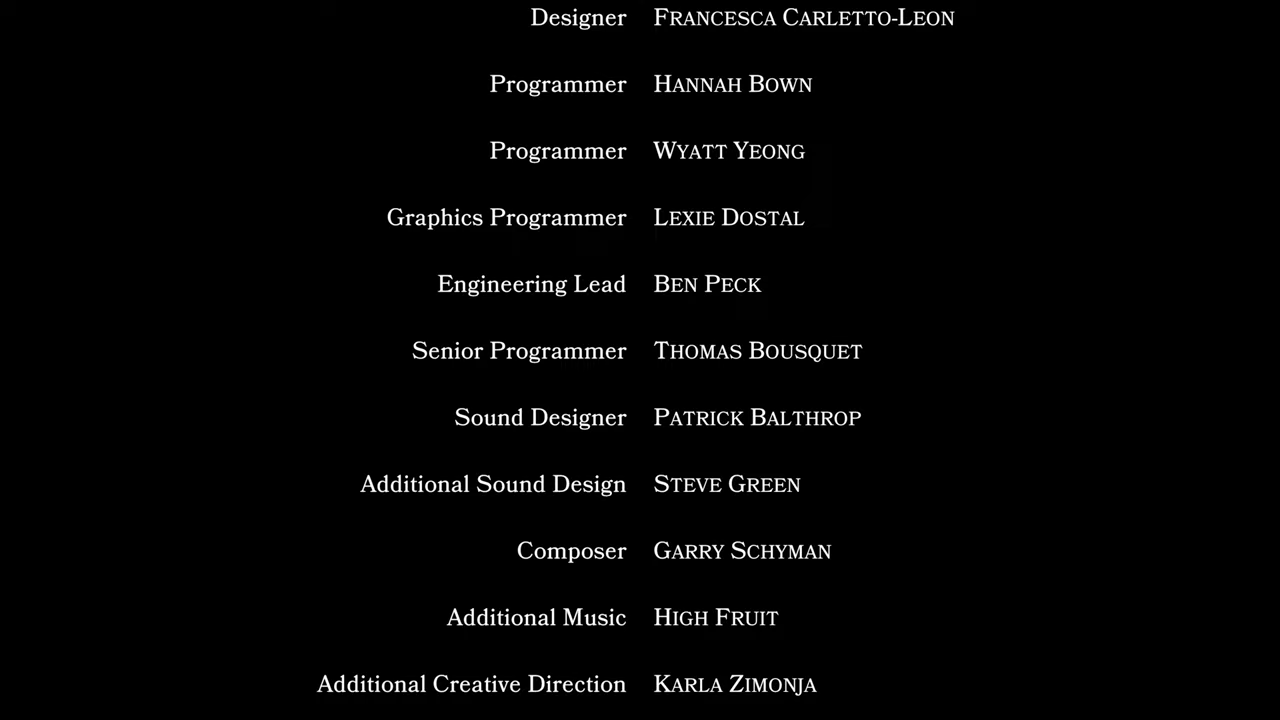 Designer FRANCESCA CARLETTO-LEON
Programmer HANNAH BOWN
Programmer WYATT YEONG
Graphics Programmer LEXIE DOSTAL
Engineering Lead BEN PECK
Senior Programmer THOMAS BOUSQUET
Sound Designer PATRICK BALTHROP
Additional Sound Design STEVE GREEN
Composer GARRY SCHYMAN
Additional Music HIGH FRUIT
Additional Creative Direction KARLA ZIMONJA